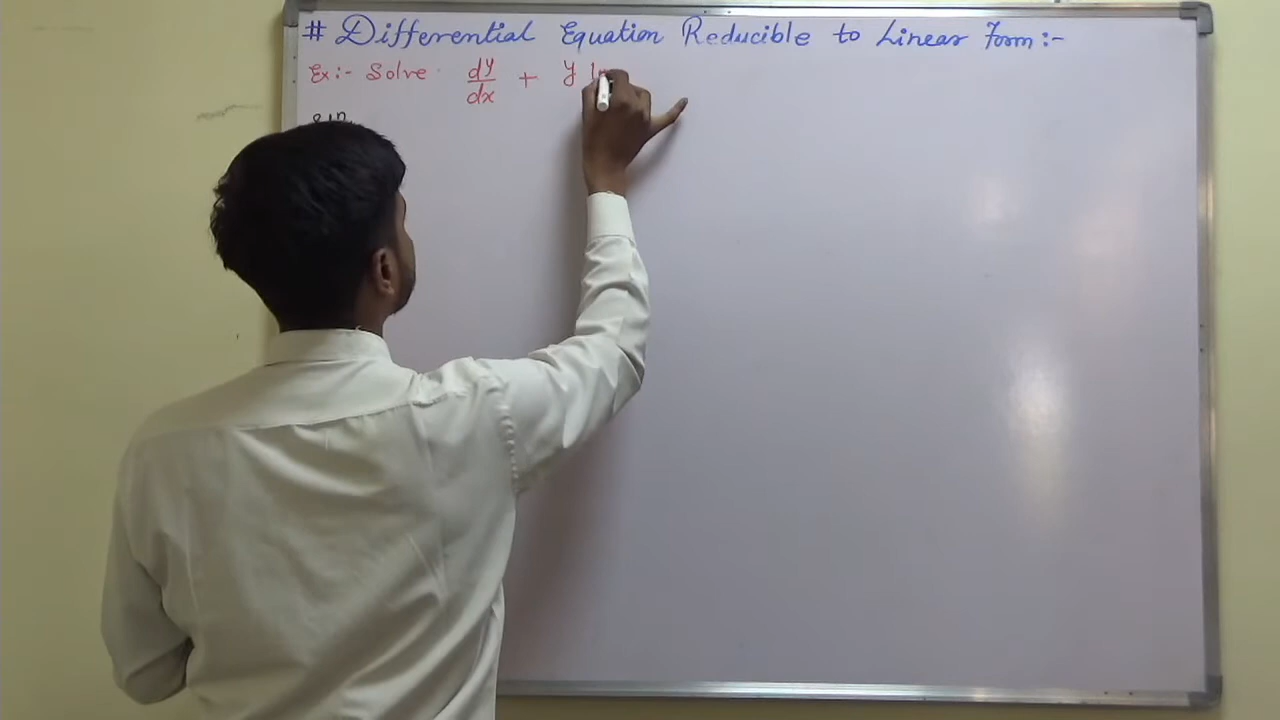 # Differential Equation Reducible to Linear Form :-
Ex :- Solve dy/dx + y